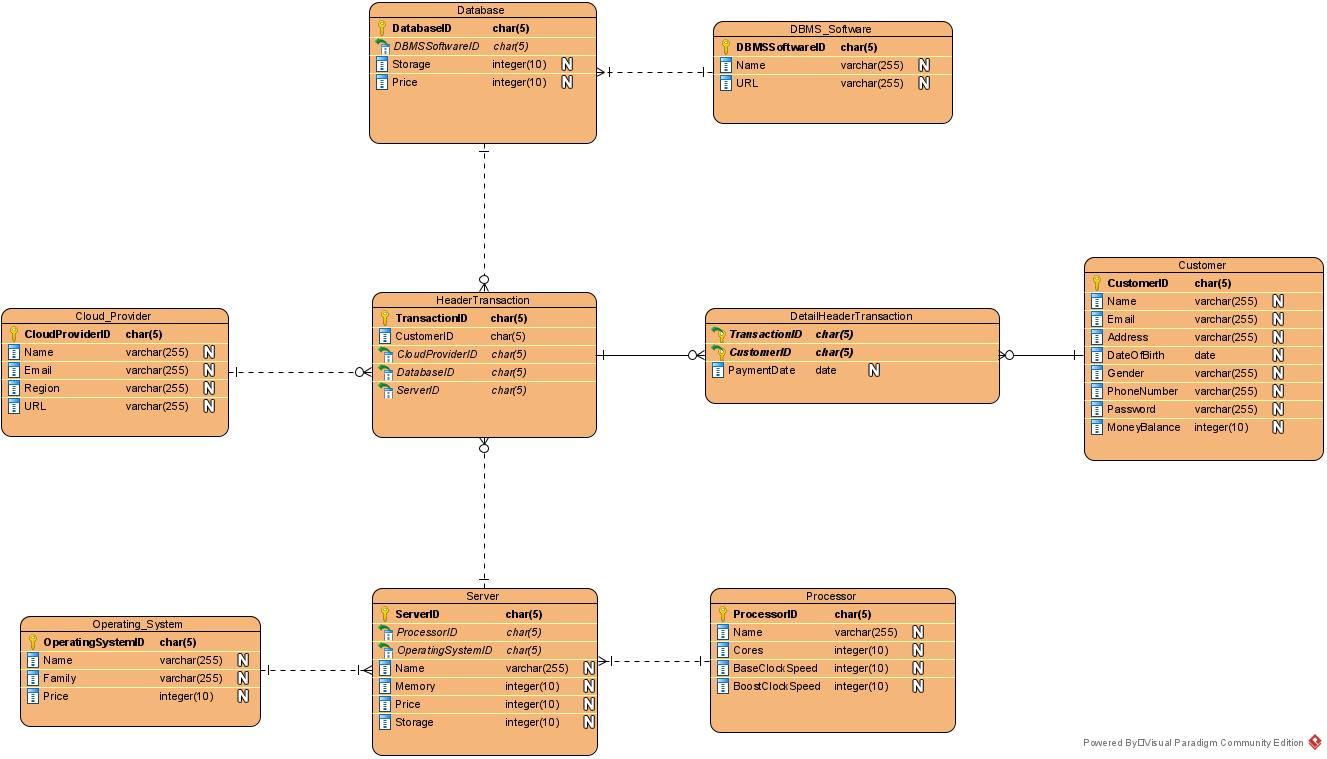 Database
DatabaseID char(5)
DBMSSoftwareID char(5)
Storage integer(10) N
Price integer(10) N
DBMS_Software
DBMSSoftwareID char(5)
Name varchar(255) N
URL varchar(255) N
Cloud_Provider
CloudProviderID char(5)
Name varchar(255) N
Email varchar(255) N
Region varchar(255) N
URL varchar(255) N
HeaderTransaction
TransactionID char(5)
CustomerID char(5)
CloudProviderID char(5)
DatabaseID char(5)
ServerID char(5)
DetailHeaderTransaction
TransactionID char(5)
CustomerID char(5)
PaymentDate date N
Customer
CustomerID char(5)
Name varchar(255) N
Email varchar(255) N
Address varchar(255) N
DateOfBirth date N
Gender varchar(255) N
PhoneNumber varchar(255) N
Password varchar(255) N
MoneyBalance integer(10) N
Operating_System
OperatingSystemID char(5)
Name varchar(255) N
Family varchar(255) N
Price integer(10) N
Server
ServerID char(5)
ProcessorID char(5)
OperatingSystemID char(5)
Name varchar(255) N
Memory integer(10) N
Price integer(10) N
Storage integer(10) N
Processor
ProcessorID char(5)
Name varchar(255) N
Cores integer(10) N
BaseClockSpeed integer(10) N
BoostClockSpeed integer(10) N
Powered By□Visual Paradigm Community Edition